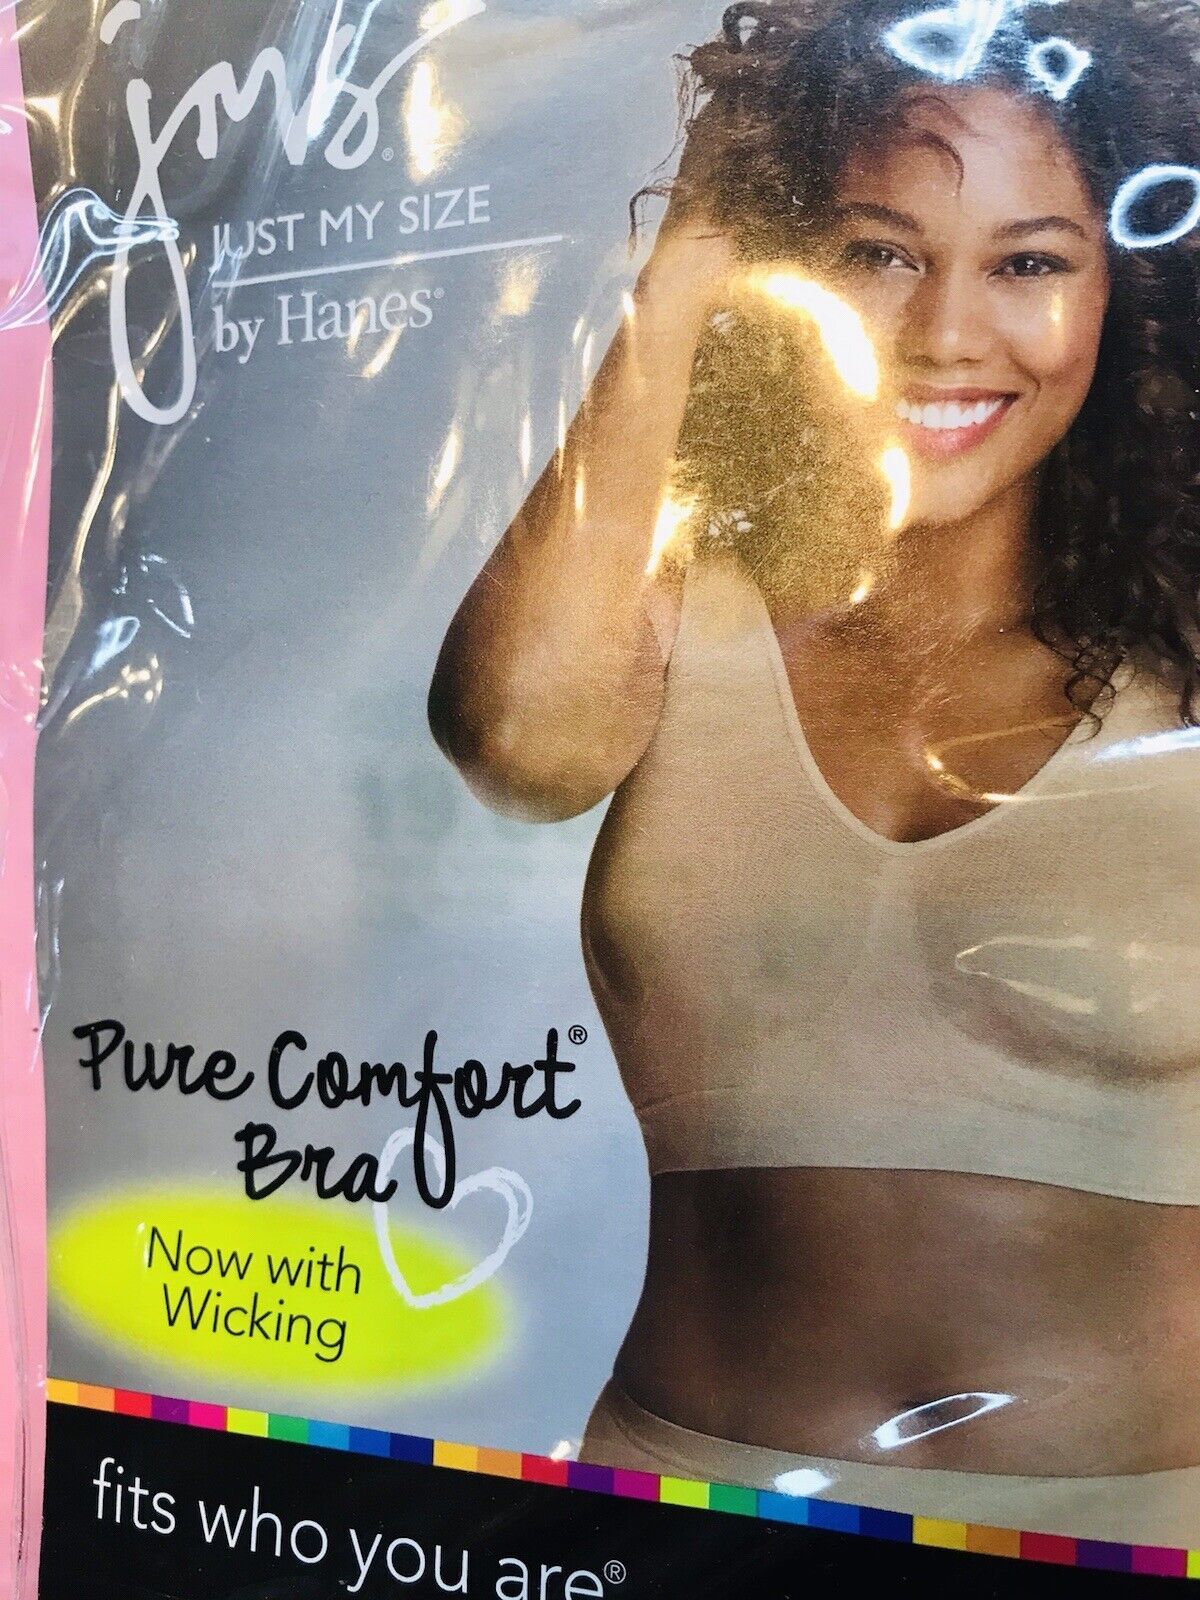 jms®
JUST MY SIZE
by Hanes®
Pure Comfort®
Bra
Now with
Wicking
fits who you are®